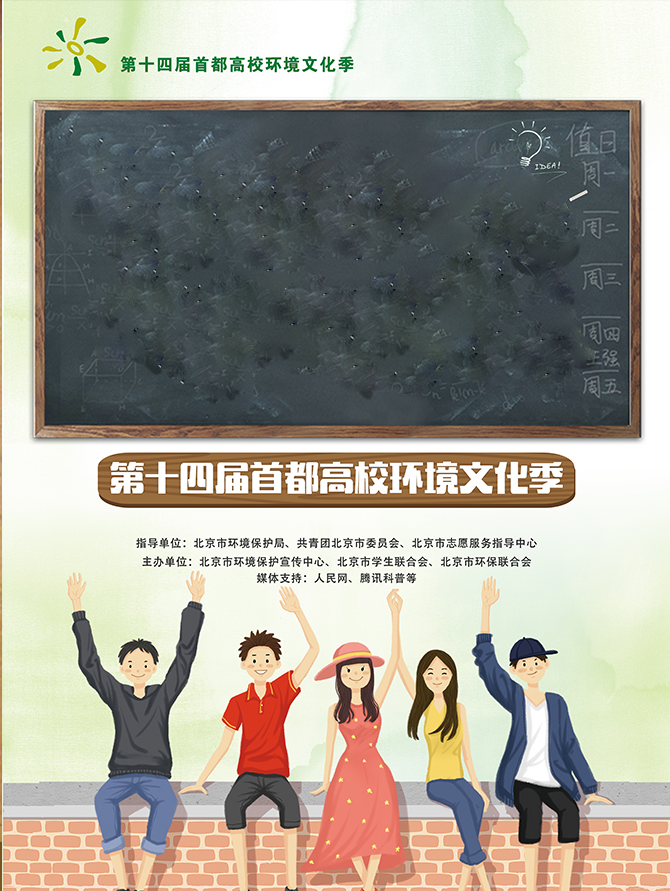 第十四届首都高校环境文化季
IDEA!
值日
周一
周二
周三
周四
王强
周五
第十四届首都高校环境文化季
指导单位：北京市环境保护局、共青团北京市委员会、北京市志愿服务指导中心
主办单位：北京市环境保护宣传中心、北京市学生联合会、北京市环保联合会
媒体支持：人民网、腾讯科普等